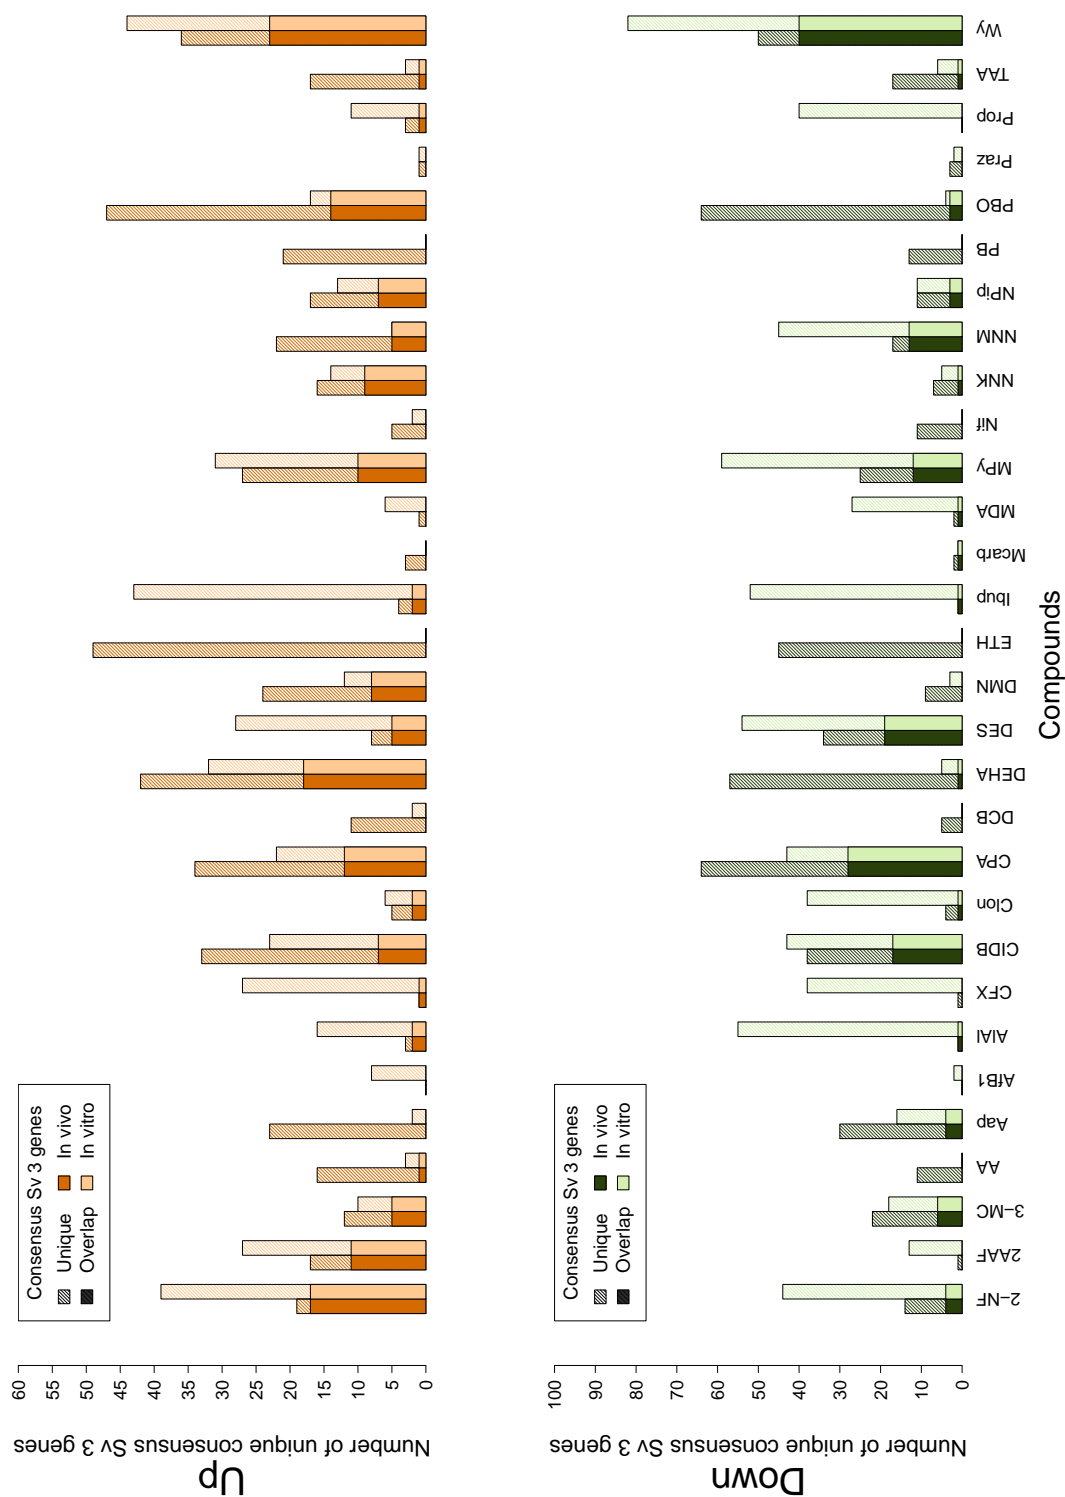 Up
Number of unique consensus Sv 3 genes
0
5
10
15
20
25
30
35
40
45
50
55
60
Consensus Sv 3 genes
Unique
In vivo
Overlap
In vitro
Down
Number of unique consensus Sv 3 genes
0
10
20
30
40
50
60
70
80
90
100
Consensus Sv 3 genes
Unique
In vivo
Overlap
In vitro
2−NF
2AAF
3−MC
AA
Aap
AfB1
AlAl
CFX
ClDB
Clon
CPA
DCB
DEHA
DES
DMN
ETH
Ibup
Mcarb
MDA
MPy
Nif
NNK
NNM
NPip
PB
PBO
Praz
Prop
TAA
Wy
Compounds